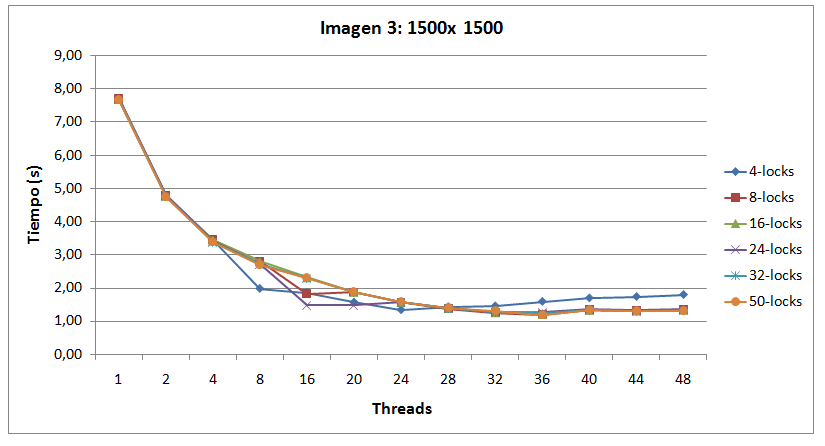 Imagen 3: 1500x 1500
9,00
8,00
7,00
6,00
5,00
4,00
3,00
2,00
1,00
0,00
Tiempo (s)
1 2 4 8 16 20 24 28 32 36 40 44 48
Threads
4-locks
8-locks
16-locks
24-locks
32-locks
50-locks